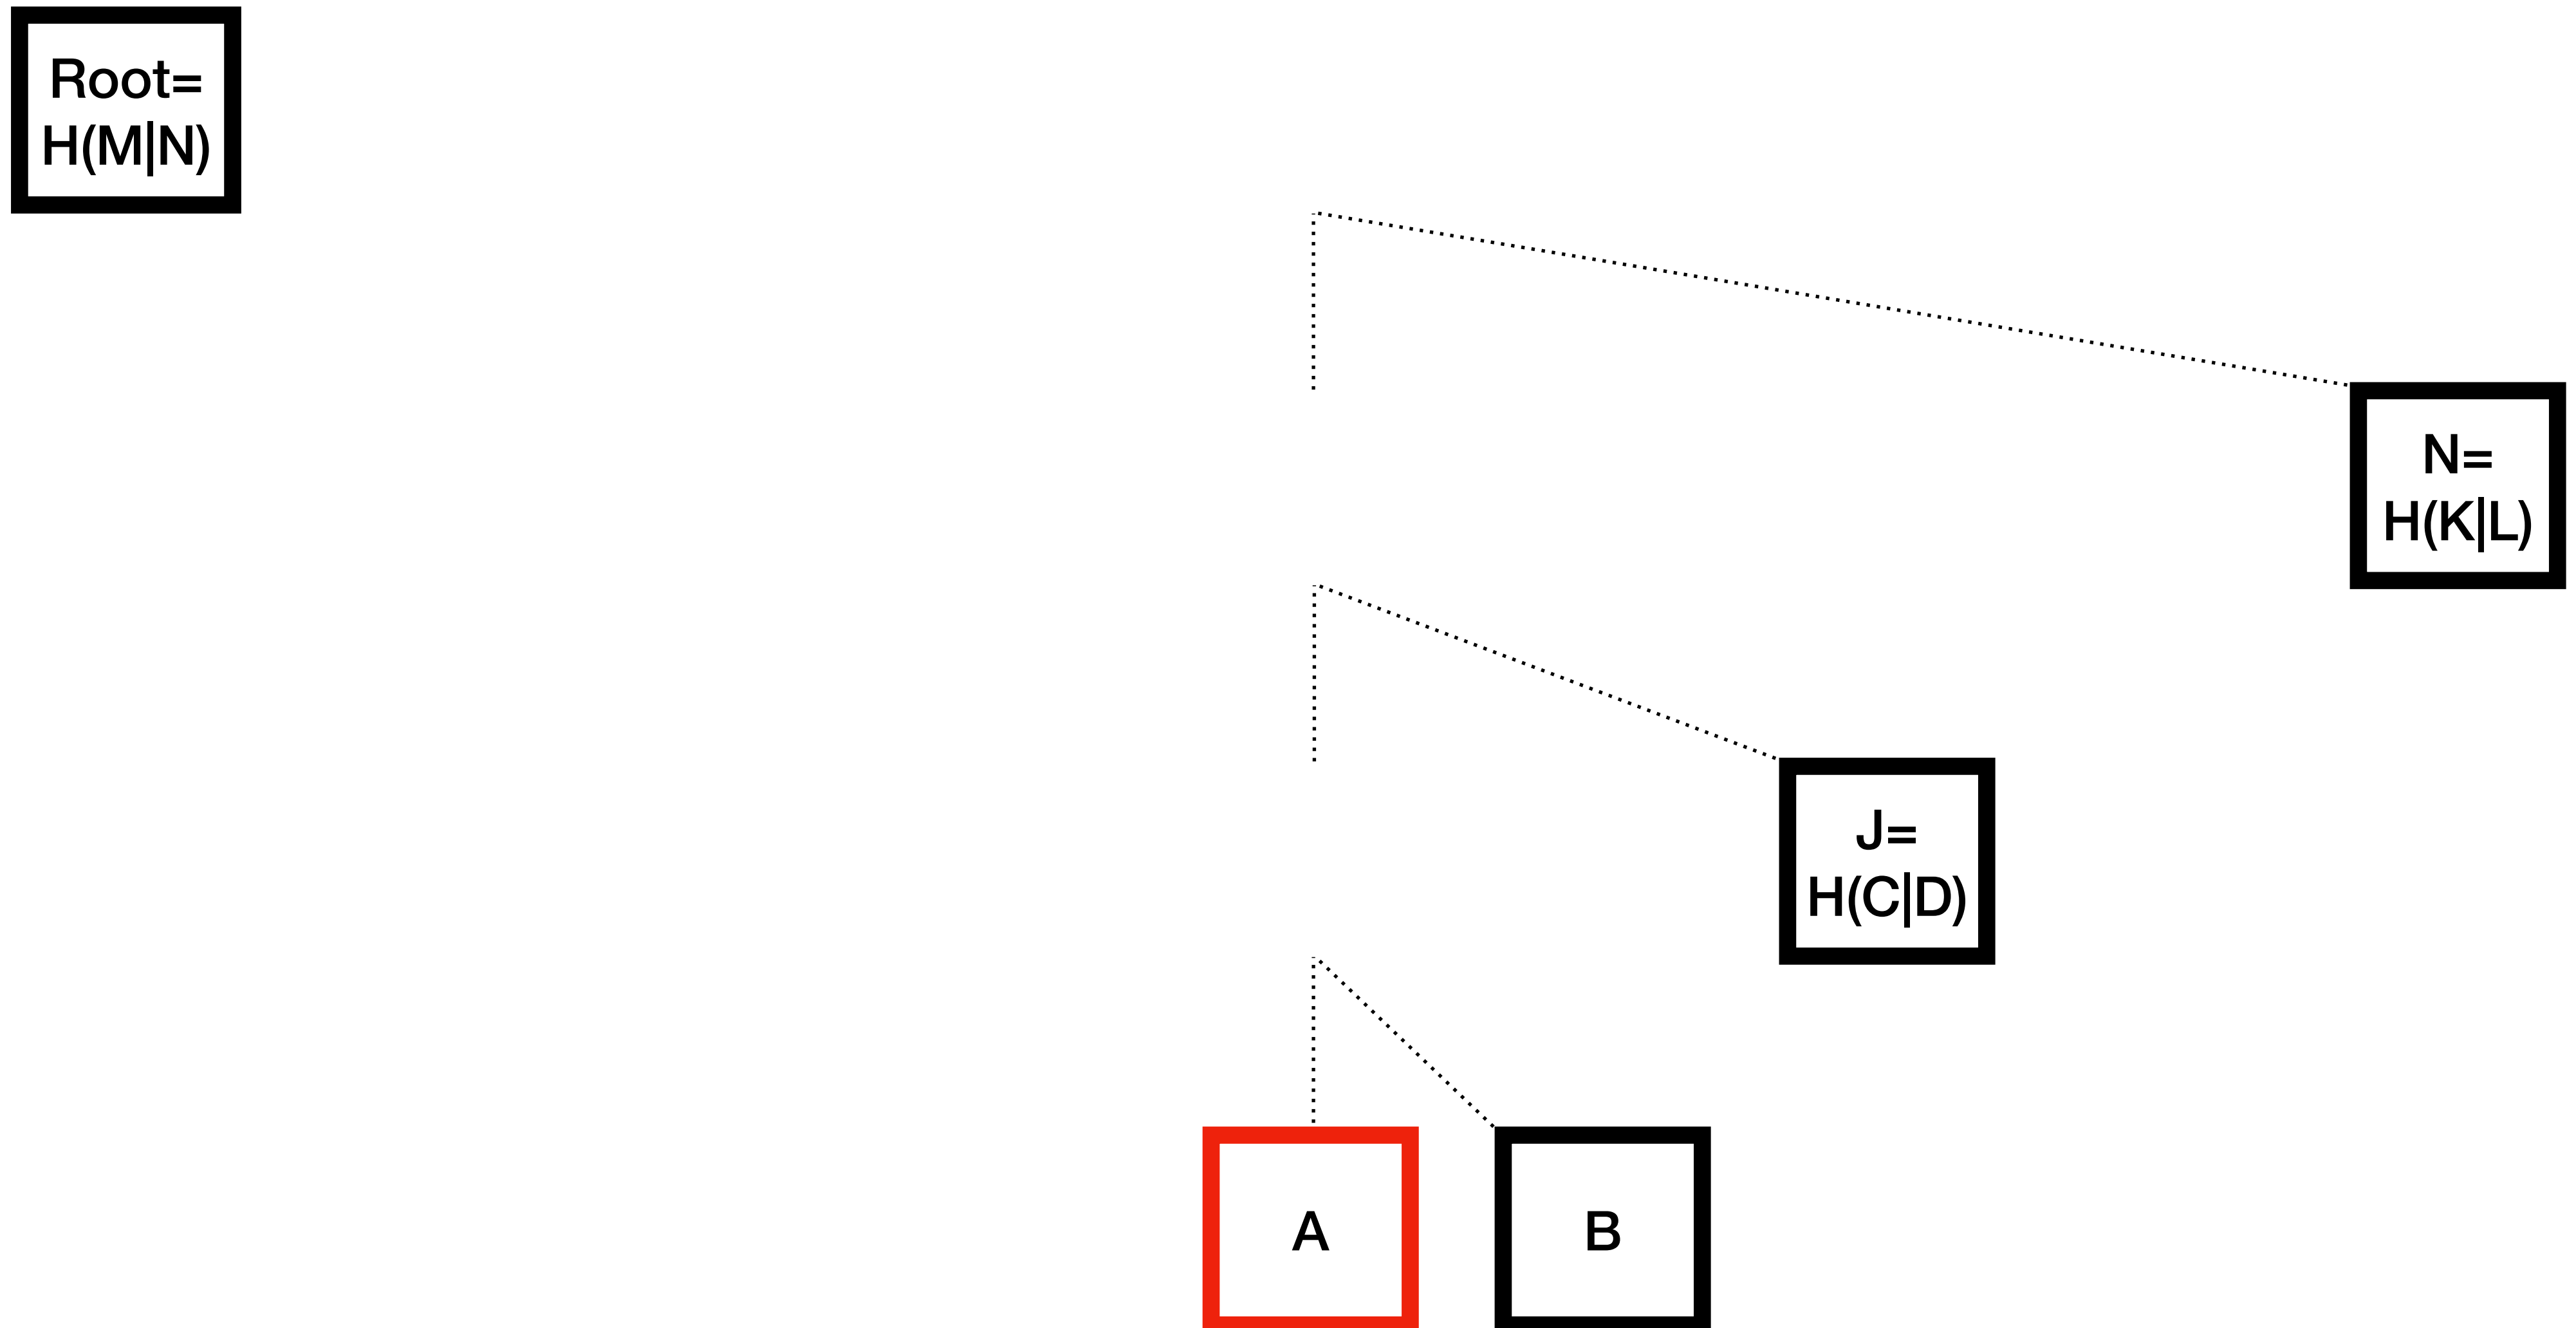 Root=
H(M|N)
N=
H(K|L)
J=
H(C|D)
A
B